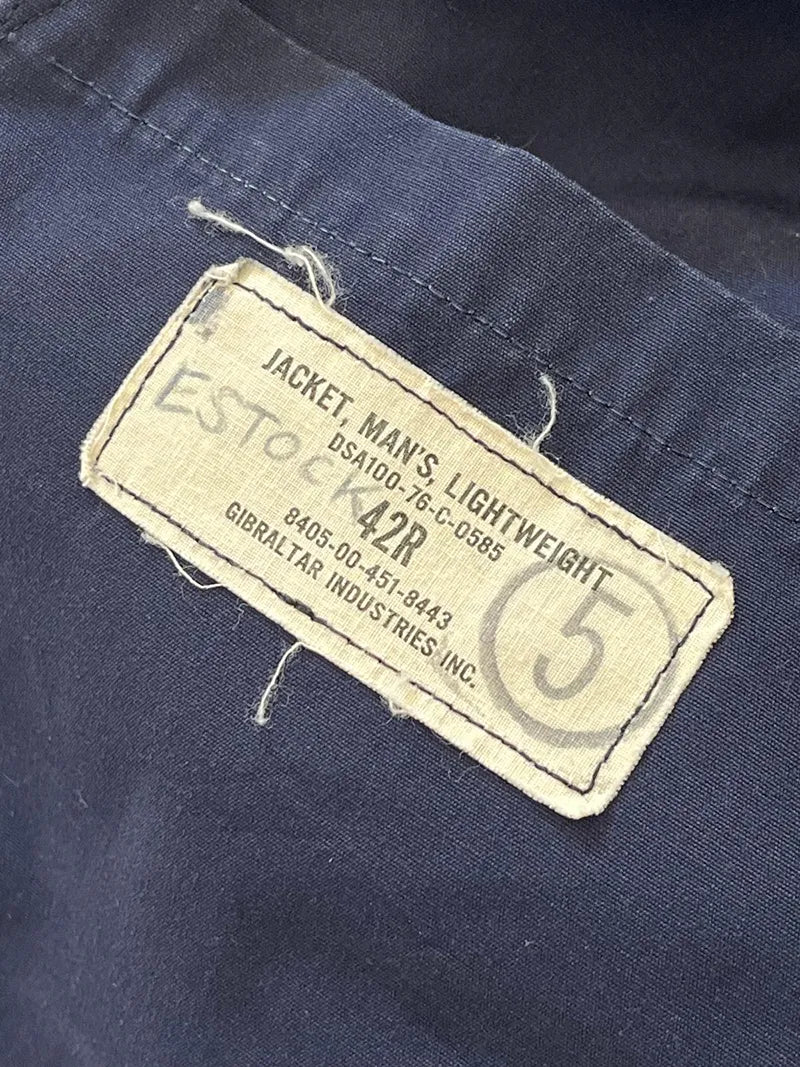 JACKET, MAN'S, LIGHTWEIGHT
DSA100-76-C-0585
ESTOCK
42R
8405-00-451-8443
GIBRALTAR INDUSTRIES INC.
5